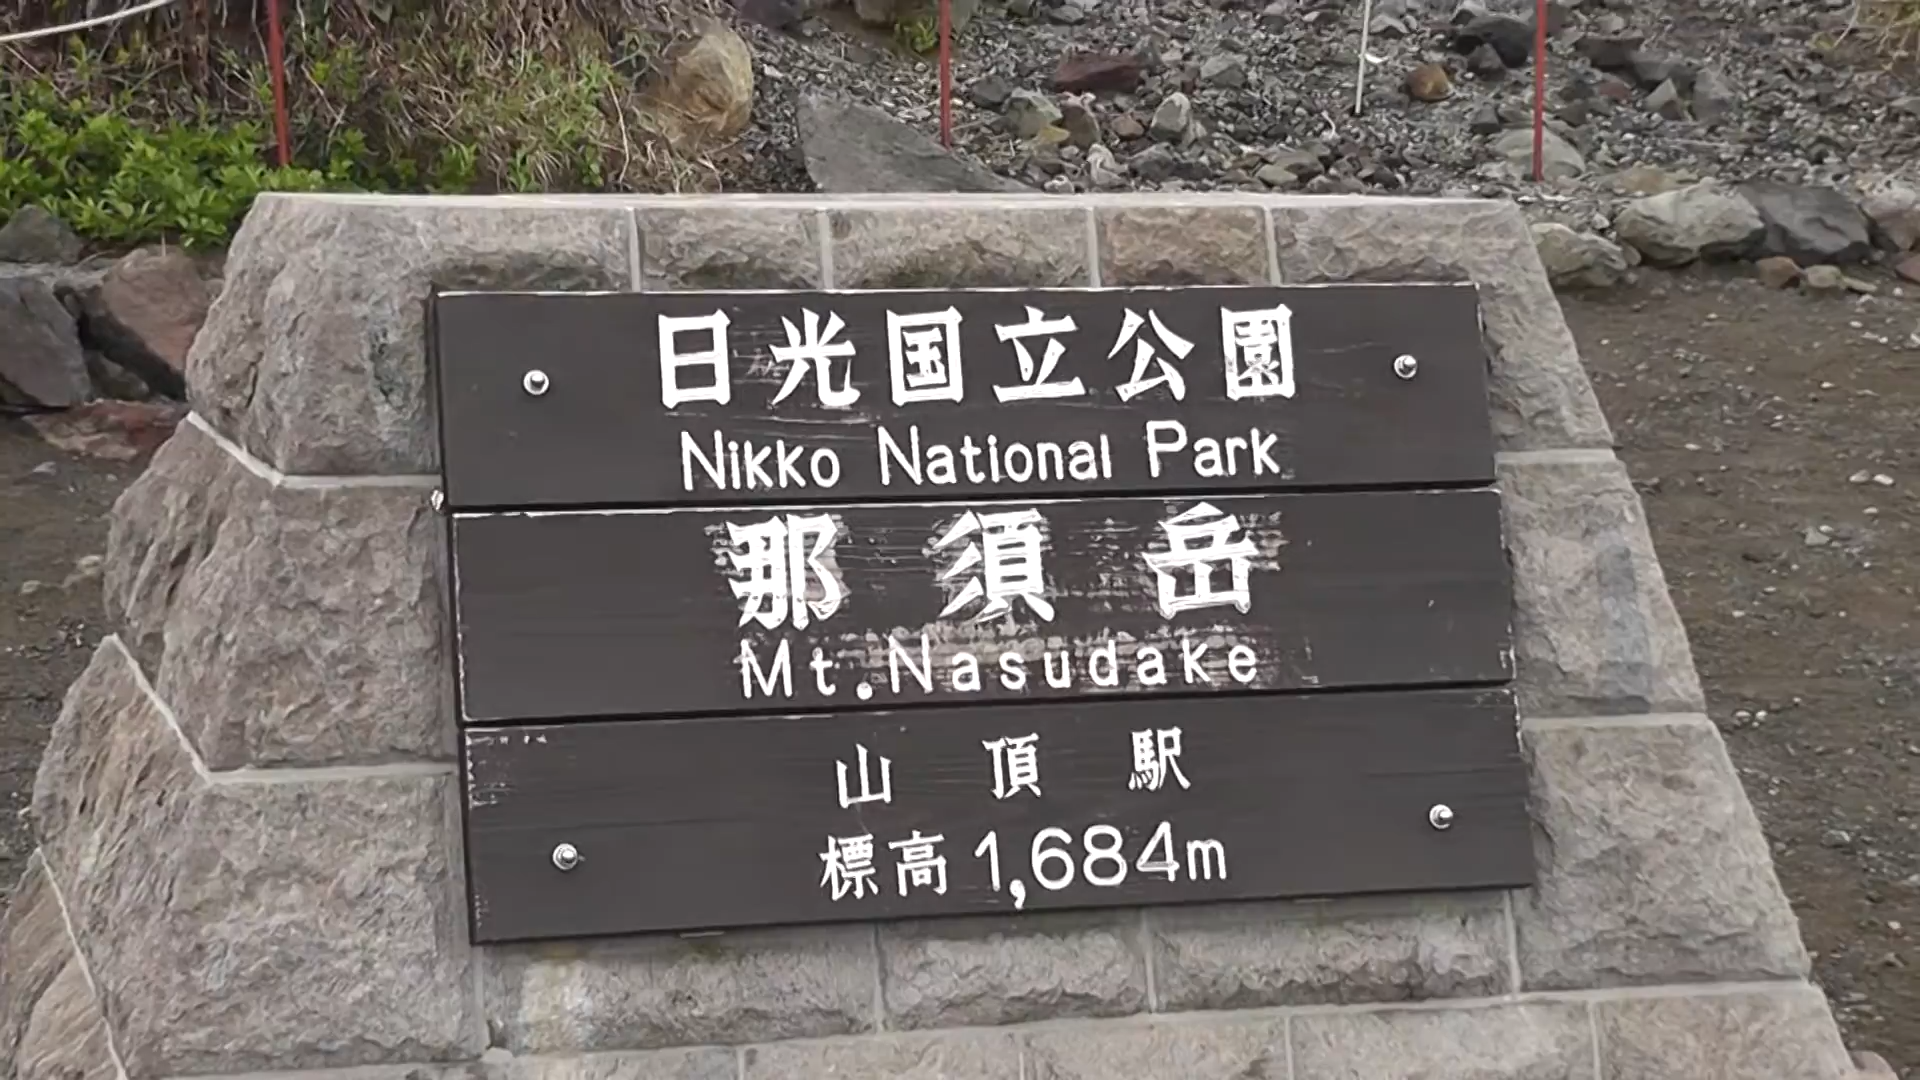 日光国立公園
Nikko National Park
那須岳
Mt. Nasudake
山頂駅
標高1,684m